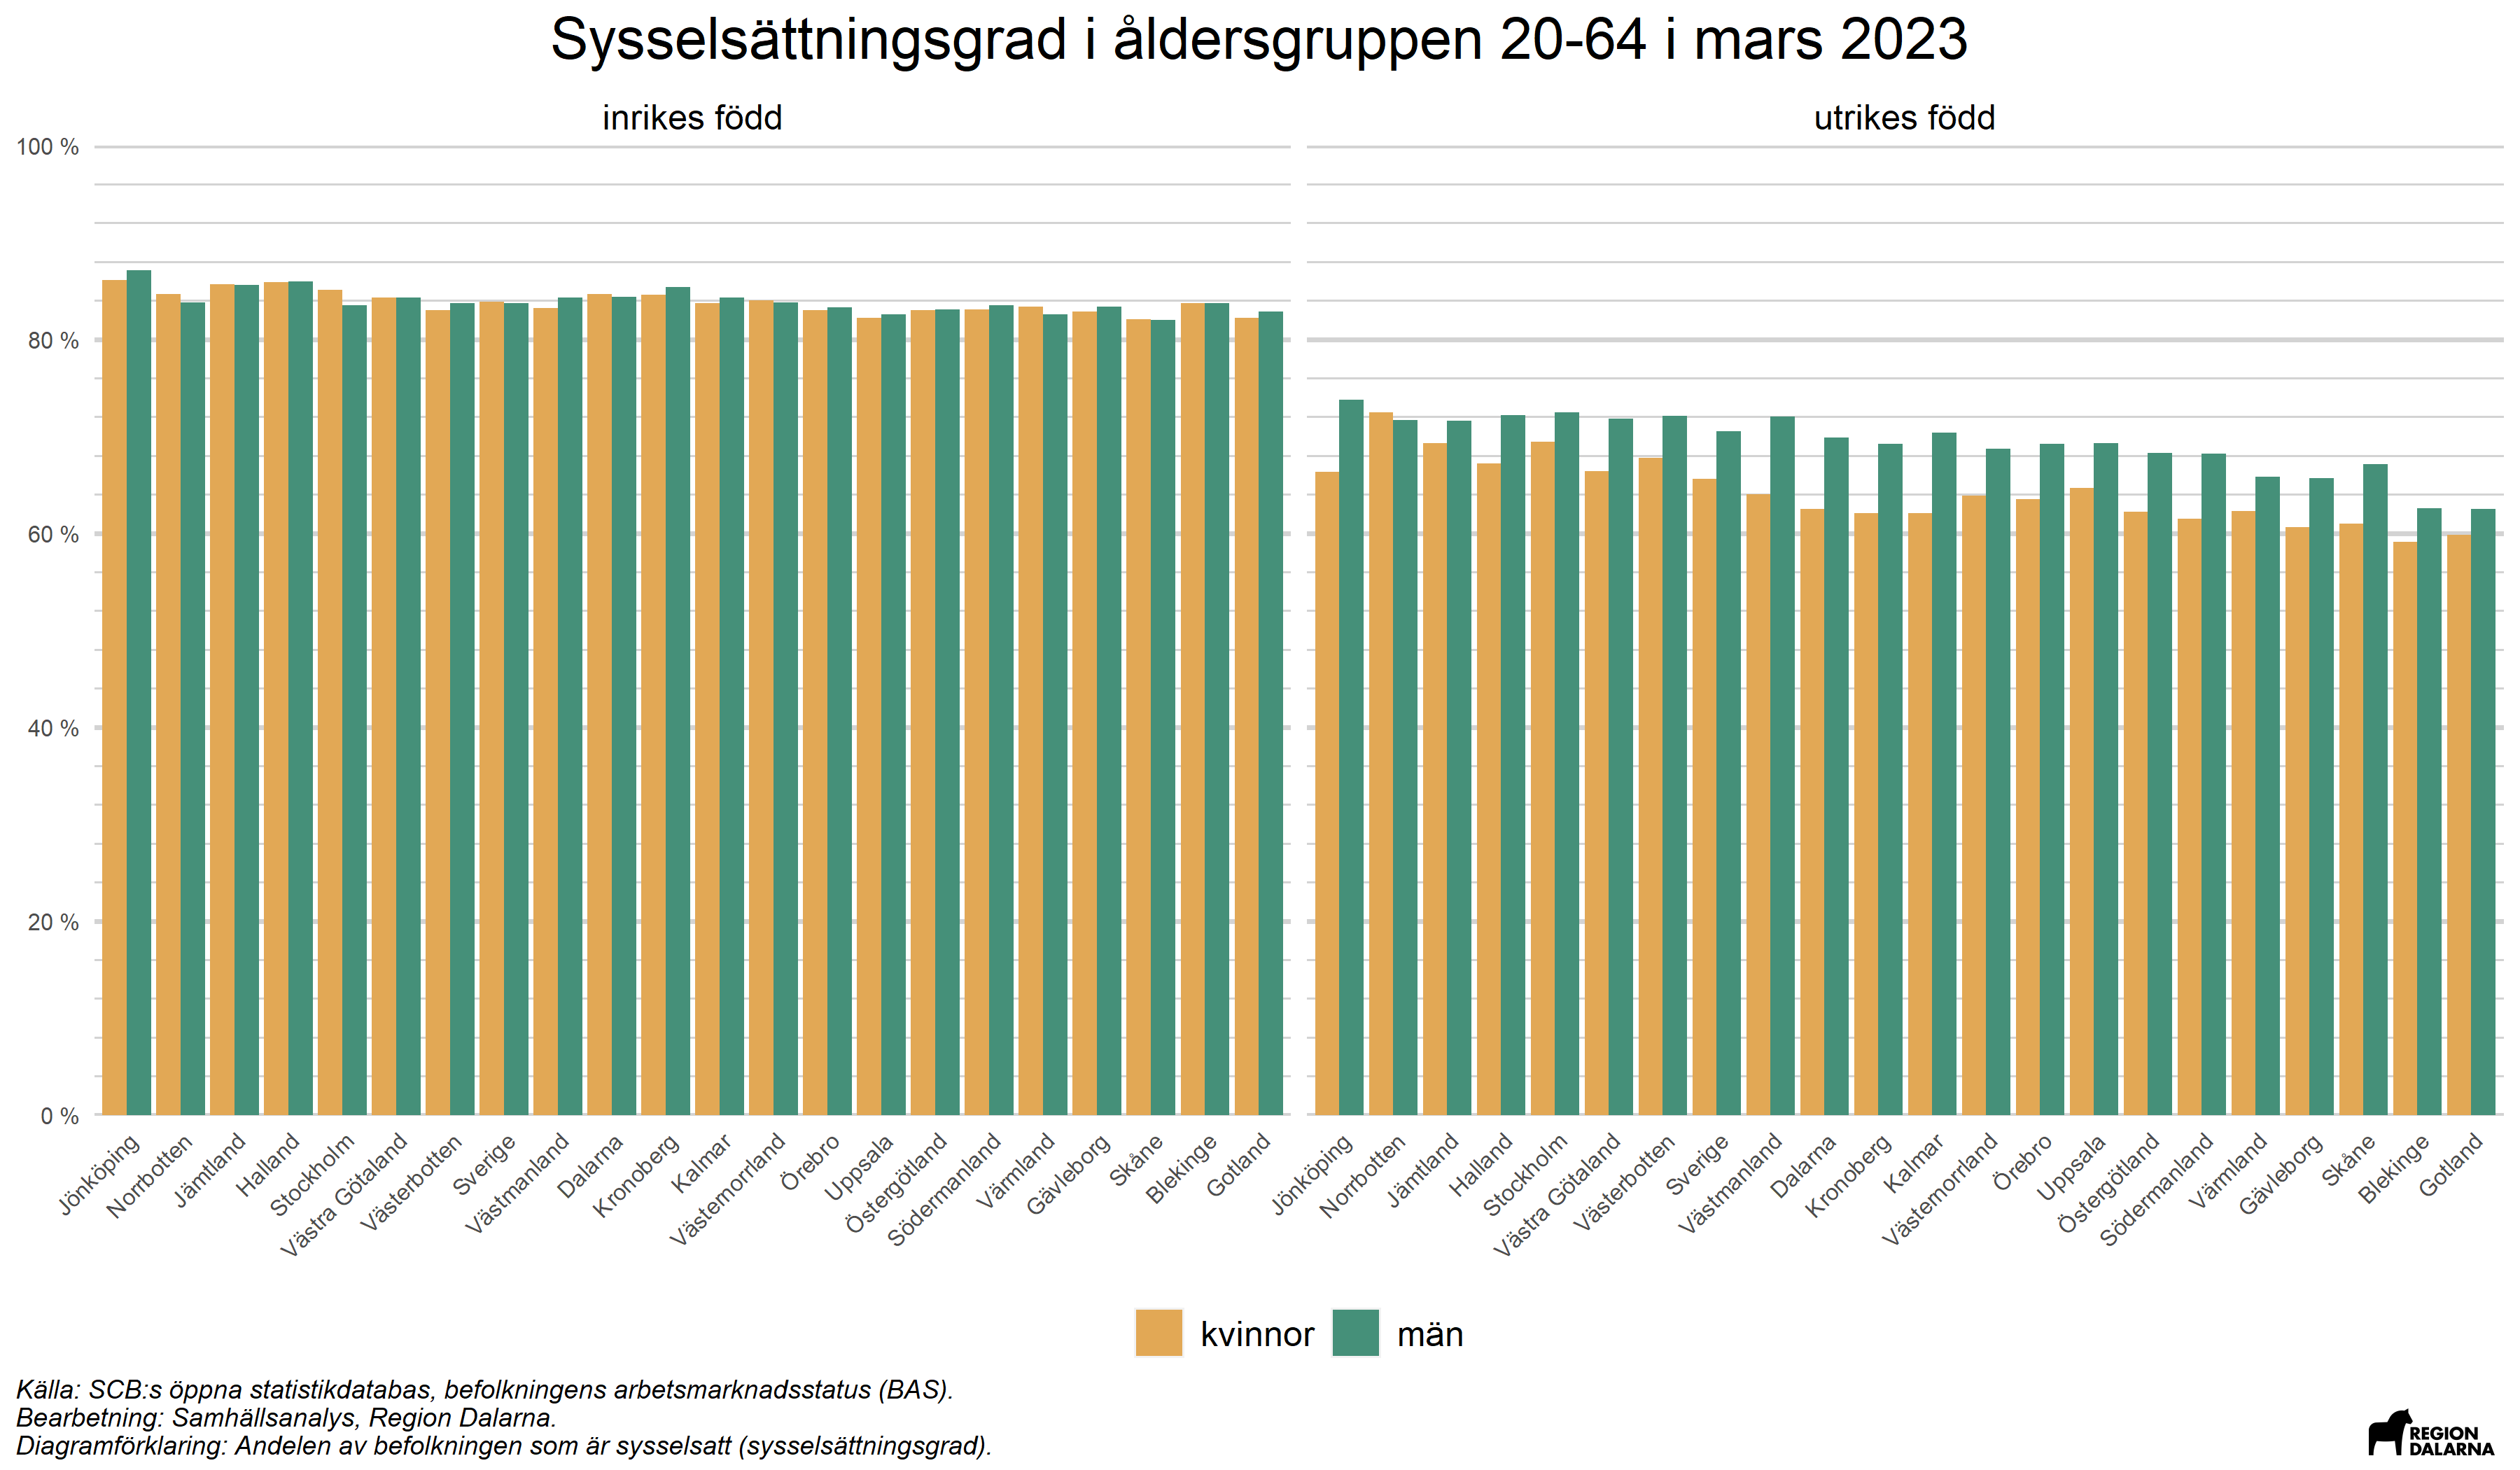 Sysselsättningsgrad i åldersgruppen 20-64 i mars 2023
inrikes född
utrikes född
100 %
80 %
60 %
40 %
20 %
0 %
Jönköping
Norrbotten
Jämtland
Halland
Stockholm
Västra Götaland
Västerbotten
Sverige
Västmanland
Dalarna
Kronoberg
Kalmar
Västernorrland
Örebro
Uppsala
Östergötland
Södermanland
Värmland
Gävleborg
Skåne
Blekinge
Gotland
Jönköping
Norrbotten
Jämtland
Halland
Stockholm
Västra Götaland
Västerbotten
Sverige
Västmanland
Dalarna
Kronoberg
Kalmar
Västernorrland
Örebro
Uppsala
Östergötland
Södermanland
Värmland
Gävleborg
Skåne
Blekinge
Gotland
kvinnor
män
Källa: SCB:s öppna statistikdatabas, befolkningens arbetsmarknadsstatus (BAS).
Bearbetning: Samhällsanalys, Region Dalarna.
Diagramförklaring: Andelen av befolkningen som är sysselsatt (sysselsättningsgrad).
REGION
DALARNA